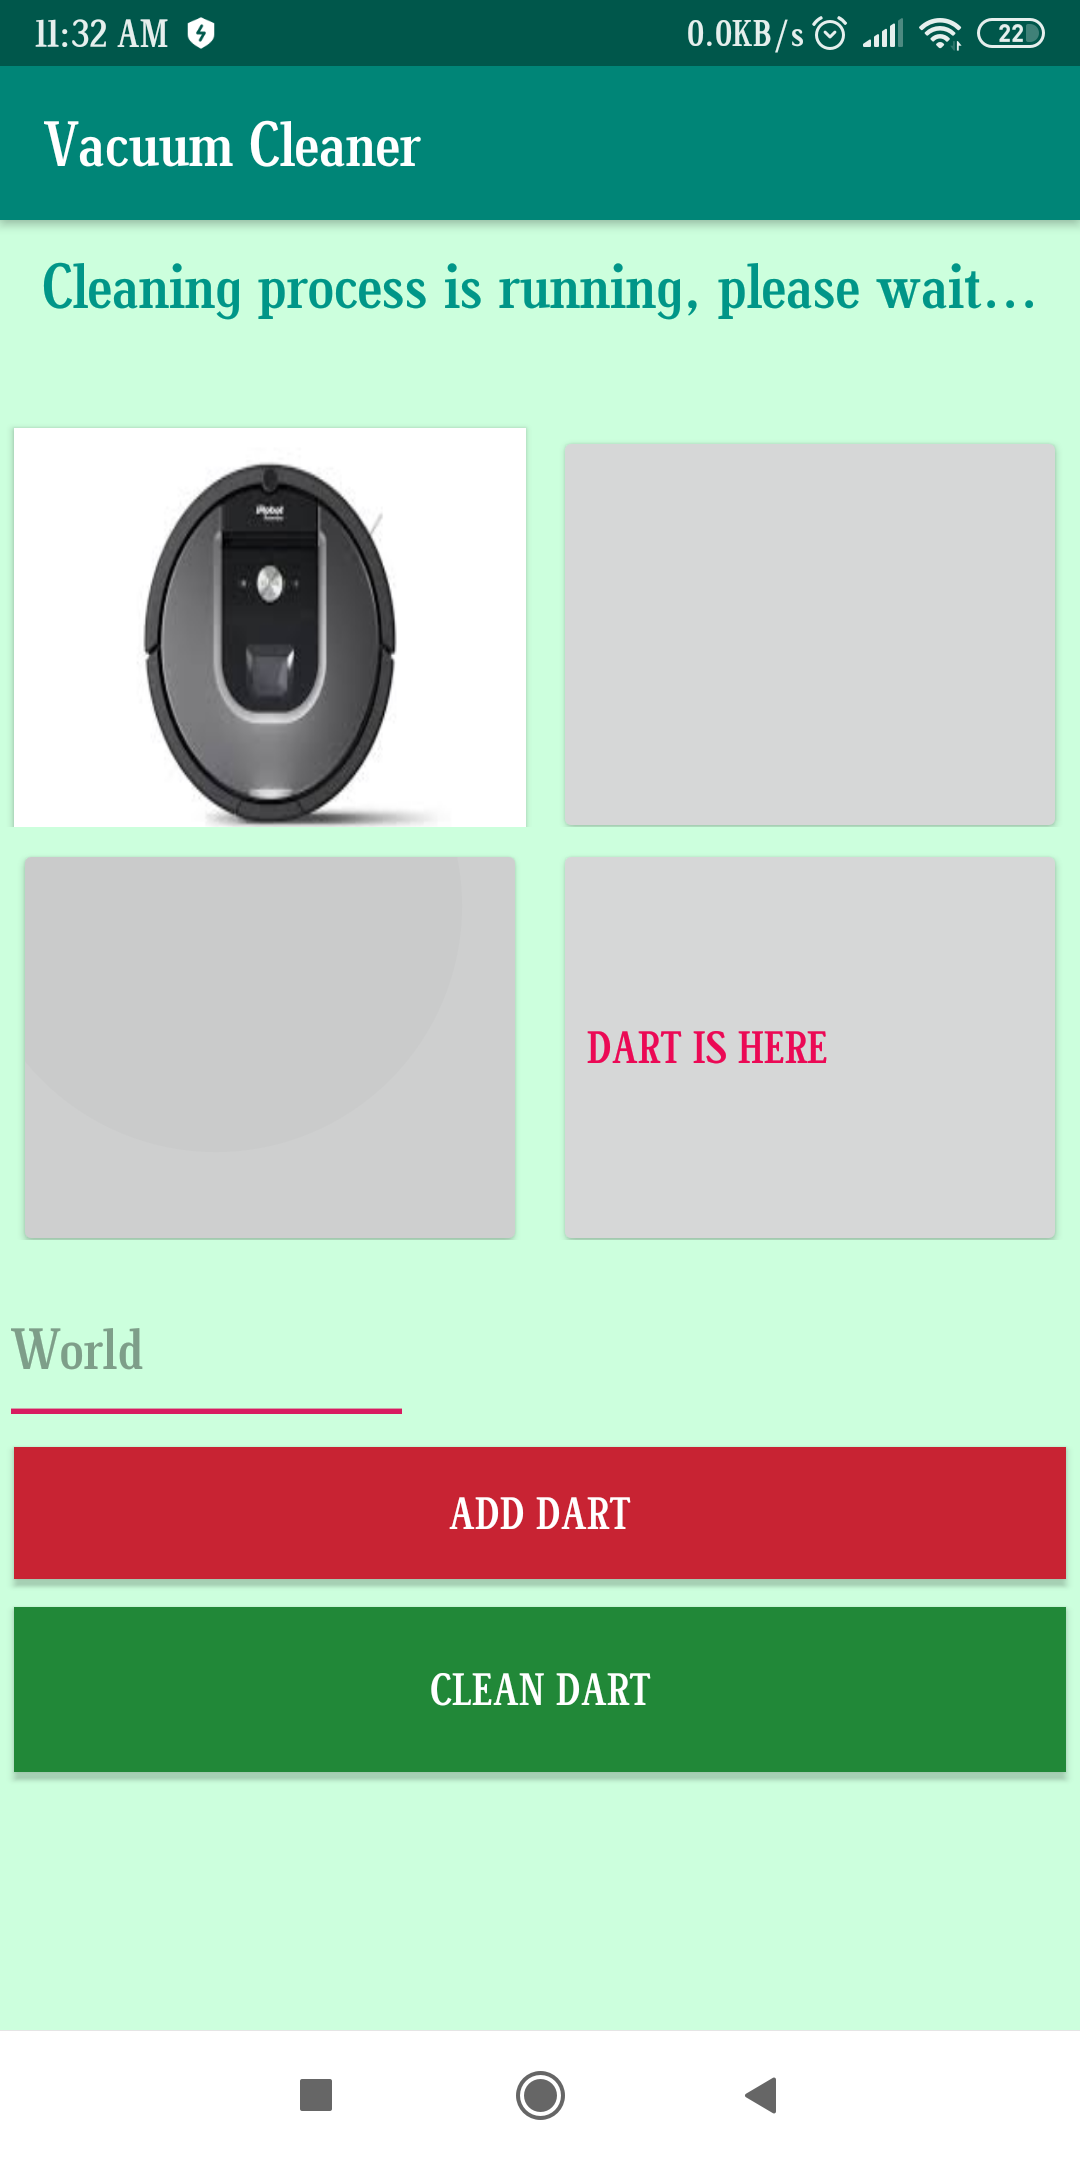 11:32 AM 0.0KB/s 22
Vacuum Cleaner
Cleaning process is running, please wait...
iRobot
DART IS HERE
World
ADD DART
CLEAN DART